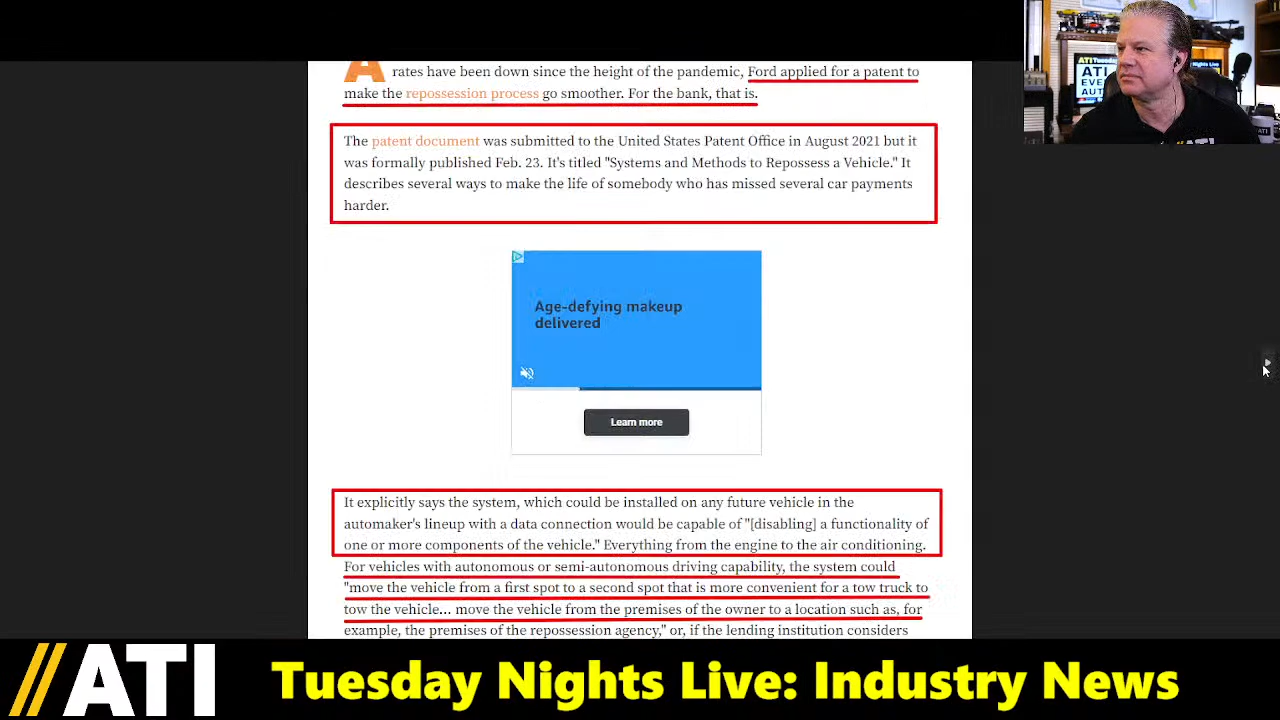 A rates have been down since the height of the pandemic, Ford applied for a patent to
make the repossession process go smoother. For the bank, that is.
The patent document was submitted to the United States Patent Office in August 2021 but it
was formally published Feb. 23. It's titled "Systems and Methods to Repossess a Vehicle." It
describes several ways to make the life of somebody who has missed several car payments
harder.
Age-defying makeup
delivered
Learn more
It explicitly says the system, which could be installed on any future vehicle in the
automaker's lineup with a data connection would be capable of "[disabling] a functionality of
one or more components of the vehicle." Everything from the engine to the air conditioning.
For vehicles with autonomous or semi-autonomous driving capability, the system could
"move the vehicle from a first spot to a second spot that is more convenient for a tow truck to
tow the vehicle... move the vehicle from the premises of the owner to a location such as, for
example, the premises of the repossession agency," or, if the lending institution considers
ATI Tuesday Nights Live
ATI
//ATI
//ATI
Tuesday Nights Live: Industry News